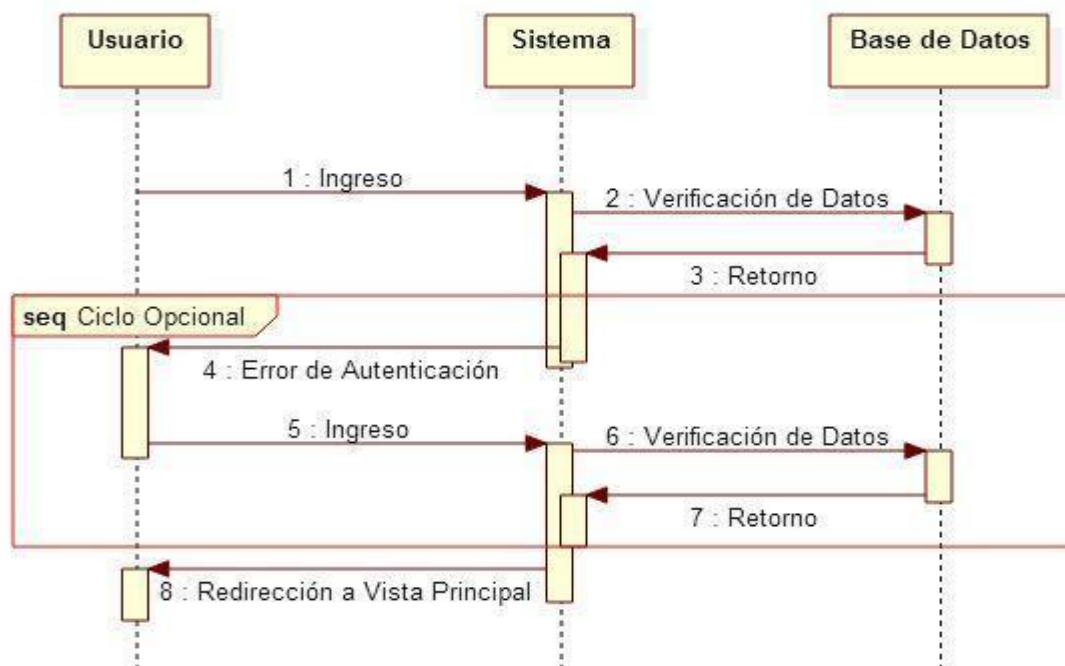 Usuario
Sistema
Base de Datos
1 : Ingreso
2 : Verificación de Datos
3 : Retorno
seq Ciclo Opcional
4 : Error de Autenticación
5 : Ingreso
6 : Verificación de Datos
7 : Retorno
8 : Redirección a Vista Principal